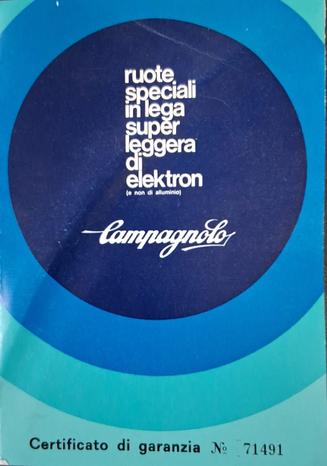 ruote
speciali
in lega
super
leggera
di
elektron
(e non di alluminio)
Campagnolo
Certificato di garanzia № 71491